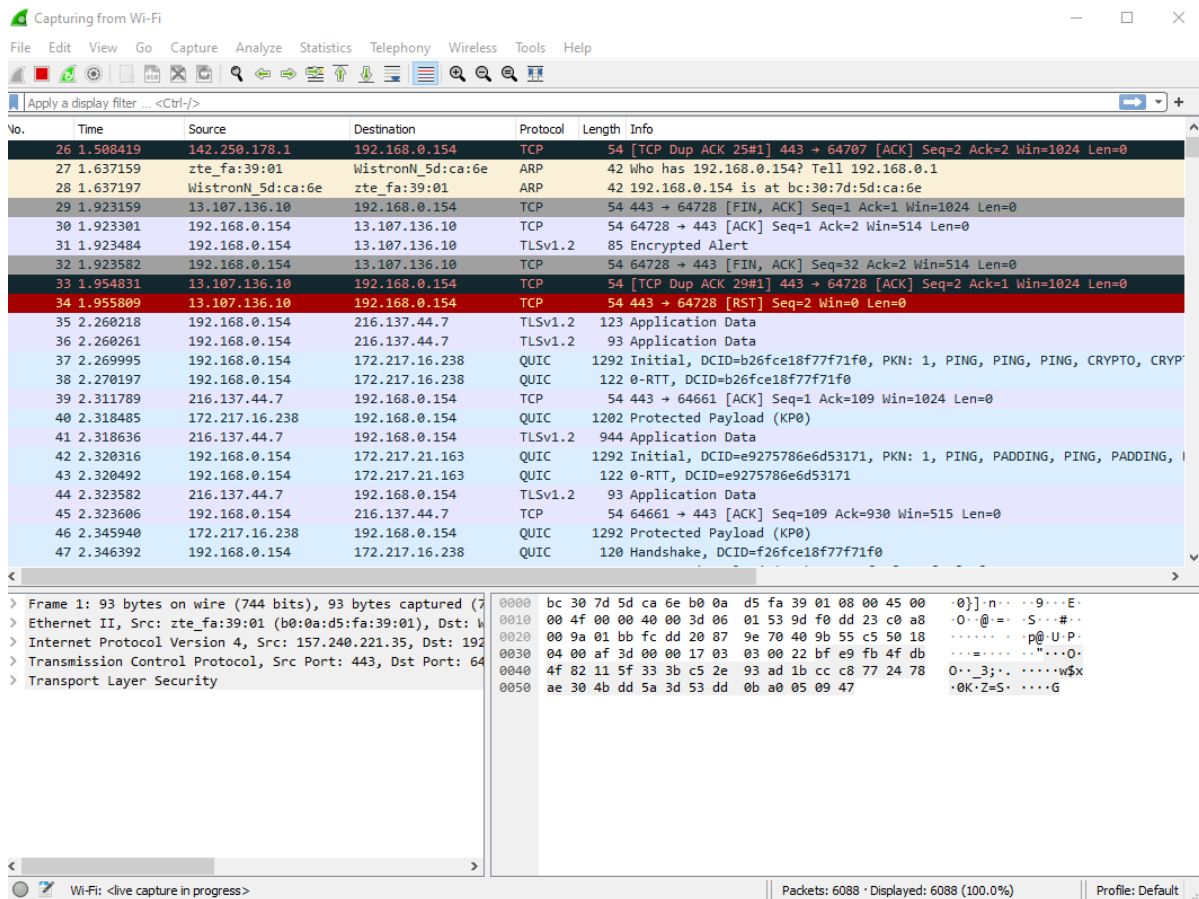 Capturing from Wi-Fi
File Edit View Go Capture Analyze Statistics Telephony Wireless Tools Help
Apply a display filter ... <Ctrl-/>
No. Time Source Destination Protocol Length Info
26 1.508419 142.250.178.1 192.168.0.154 TCP 54 [TCP Dup ACK 25#1] 443 → 64707 [ACK] Seq=2 Ack=2 Win=1024 Len=0
27 1.637159 zte_fa:39:01 WistronN_5d:ca:6e ARP 42 Who has 192.168.0.154? Tell 192.168.0.1
28 1.637197 WistronN_5d:ca:6e zte_fa:39:01 ARP 42 192.168.0.154 is at bc:30:7d:5d:ca:6e
29 1.923159 13.107.136.10 192.168.0.154 TCP 54 443 → 64728 [FIN, ACK] Seq=1 Ack=1 Win=1024 Len=0
30 1.923301 192.168.0.154 13.107.136.10 TCP 54 64728 → 443 [ACK] Seq=1 Ack=2 Win=514 Len=0
31 1.923484 192.168.0.154 13.107.136.10 TLSv1.2 85 Encrypted Alert
32 1.923582 192.168.0.154 13.107.136.10 TCP 54 64728 → 443 [FIN, ACK] Seq=32 Ack=2 Win=514 Len=0
33 1.954831 13.107.136.10 192.168.0.154 TCP 54 [TCP Dup ACK 29#1] 443 → 64728 [ACK] Seq=2 Ack=1 Win=1024 Len=0
34 1.955809 13.107.136.10 192.168.0.154 TCP 54 443 → 64728 [RST] Seq=2 Win=0 Len=0
35 2.260218 192.168.0.154 216.137.44.7 TLSv1.2 123 Application Data
36 2.260261 192.168.0.154 216.137.44.7 TLSv1.2 93 Application Data
37 2.269995 192.168.0.154 172.217.16.238 QUIC 1292 Initial, DCID=b26fce18f77f71f0, PKN: 1, PING, PING, PING, CRYPTO, CRYP
38 2.270197 192.168.0.154 172.217.16.238 QUIC 122 0-RTT, DCID=b26fce18f77f71f0
39 2.311789 216.137.44.7 192.168.0.154 TCP 54 443 → 64661 [ACK] Seq=1 Ack=109 Win=1024 Len=0
40 2.318485 172.217.16.238 192.168.0.154 QUIC 1202 Protected Payload (KP0)
41 2.318636 216.137.44.7 192.168.0.154 TLSv1.2 944 Application Data
42 2.320316 192.168.0.154 172.217.21.163 QUIC 1292 Initial, DCID=e9275786e6d53171, PKN: 1, PING, PADDING, PING, PADDING,
43 2.320492 192.168.0.154 172.217.21.163 QUIC 122 0-RTT, DCID=e9275786e6d53171
44 2.323582 216.137.44.7 192.168.0.154 TLSv1.2 93 Application Data
45 2.323606 192.168.0.154 216.137.44.7 TCP 54 64661 → 443 [ACK] Seq=109 Ack=930 Win=515 Len=0
46 2.345940 172.217.16.238 192.168.0.154 QUIC 1292 Protected Payload (KP0)
47 2.346392 192.168.0.154 172.217.16.238 QUIC 120 Handshake, DCID=f26fce18f77f71f0
Frame 1: 93 bytes on wire (744 bits), 93 bytes captured (7
Ethernet II, Src: zte_fa:39:01 (b0:0a:d5:fa:39:01), Dst: W
Internet Protocol Version 4, Src: 157.240.221.35, Dst: 192
Transmission Control Protocol, Src Port: 443, Dst Port: 64
Transport Layer Security
0000 bc 30 7d 5d ca 6e b0 0a d5 fa 39 01 08 00 45 00 ·0}]·n·· ··9···E·
0010 00 4f 00 00 40 00 3d 06 01 53 9d f0 dd 23 c0 a8 ·O··@·=· ·S···#··
0020 00 9a 01 bb fc dd 20 87 9e 70 40 9b 55 c5 50 18 ······ · ·p@·U·P·
0030 04 00 af 3d 00 00 17 03 03 00 22 bf e9 fb 4f db ···=···· ··"···O·
0040 4f 82 11 5f 33 3b c5 2e 93 ad 1b cc c8 77 24 78 O··_3;·. ·····w$x
0050 ae 30 4b dd 5a 3d 53 dd 0b a0 05 09 47 ·0K·Z=S· ····G
Wi-Fi: <live capture in progress> Packets: 6088 · Displayed: 6088 (100.0%) Profile: Default